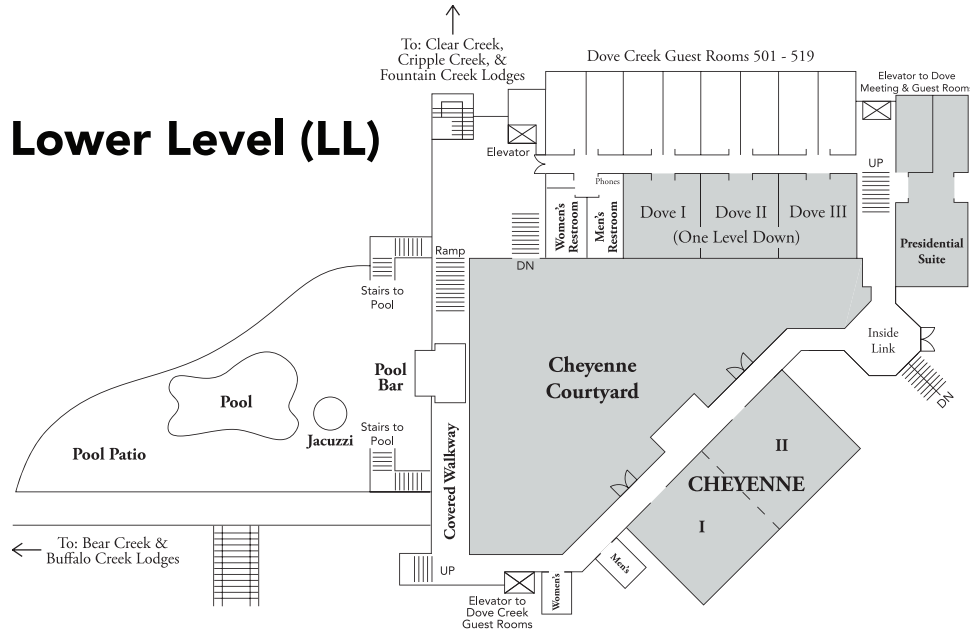 To: Clear Creek,
Cripple Creek, &
Fountain Creek Lodges
Dove Creek Guest Rooms 501 - 519
Elevator to Dove
Meeting & Guest Room
Lower Level (LL)
Elevator
UP
Phones
Women's
Restroom
Men's
Restroom
Dove I
Dove II
Dove III
(One Level Down)
Presidential
Suite
Ramp
DN
Stairs to
Pool
Inside
Link
DN
Pool
Bar
Cheyenne
Courtyard
Pool
Jacuzzi
Stairs to
Pool
Pool Patio
Covered Walkway
II
CHEYENNE
I
To: Bear Creek &
Buffalo Creek Lodges
UP
Men's
Women's
Elevator to
Dove Creek
Guest Rooms